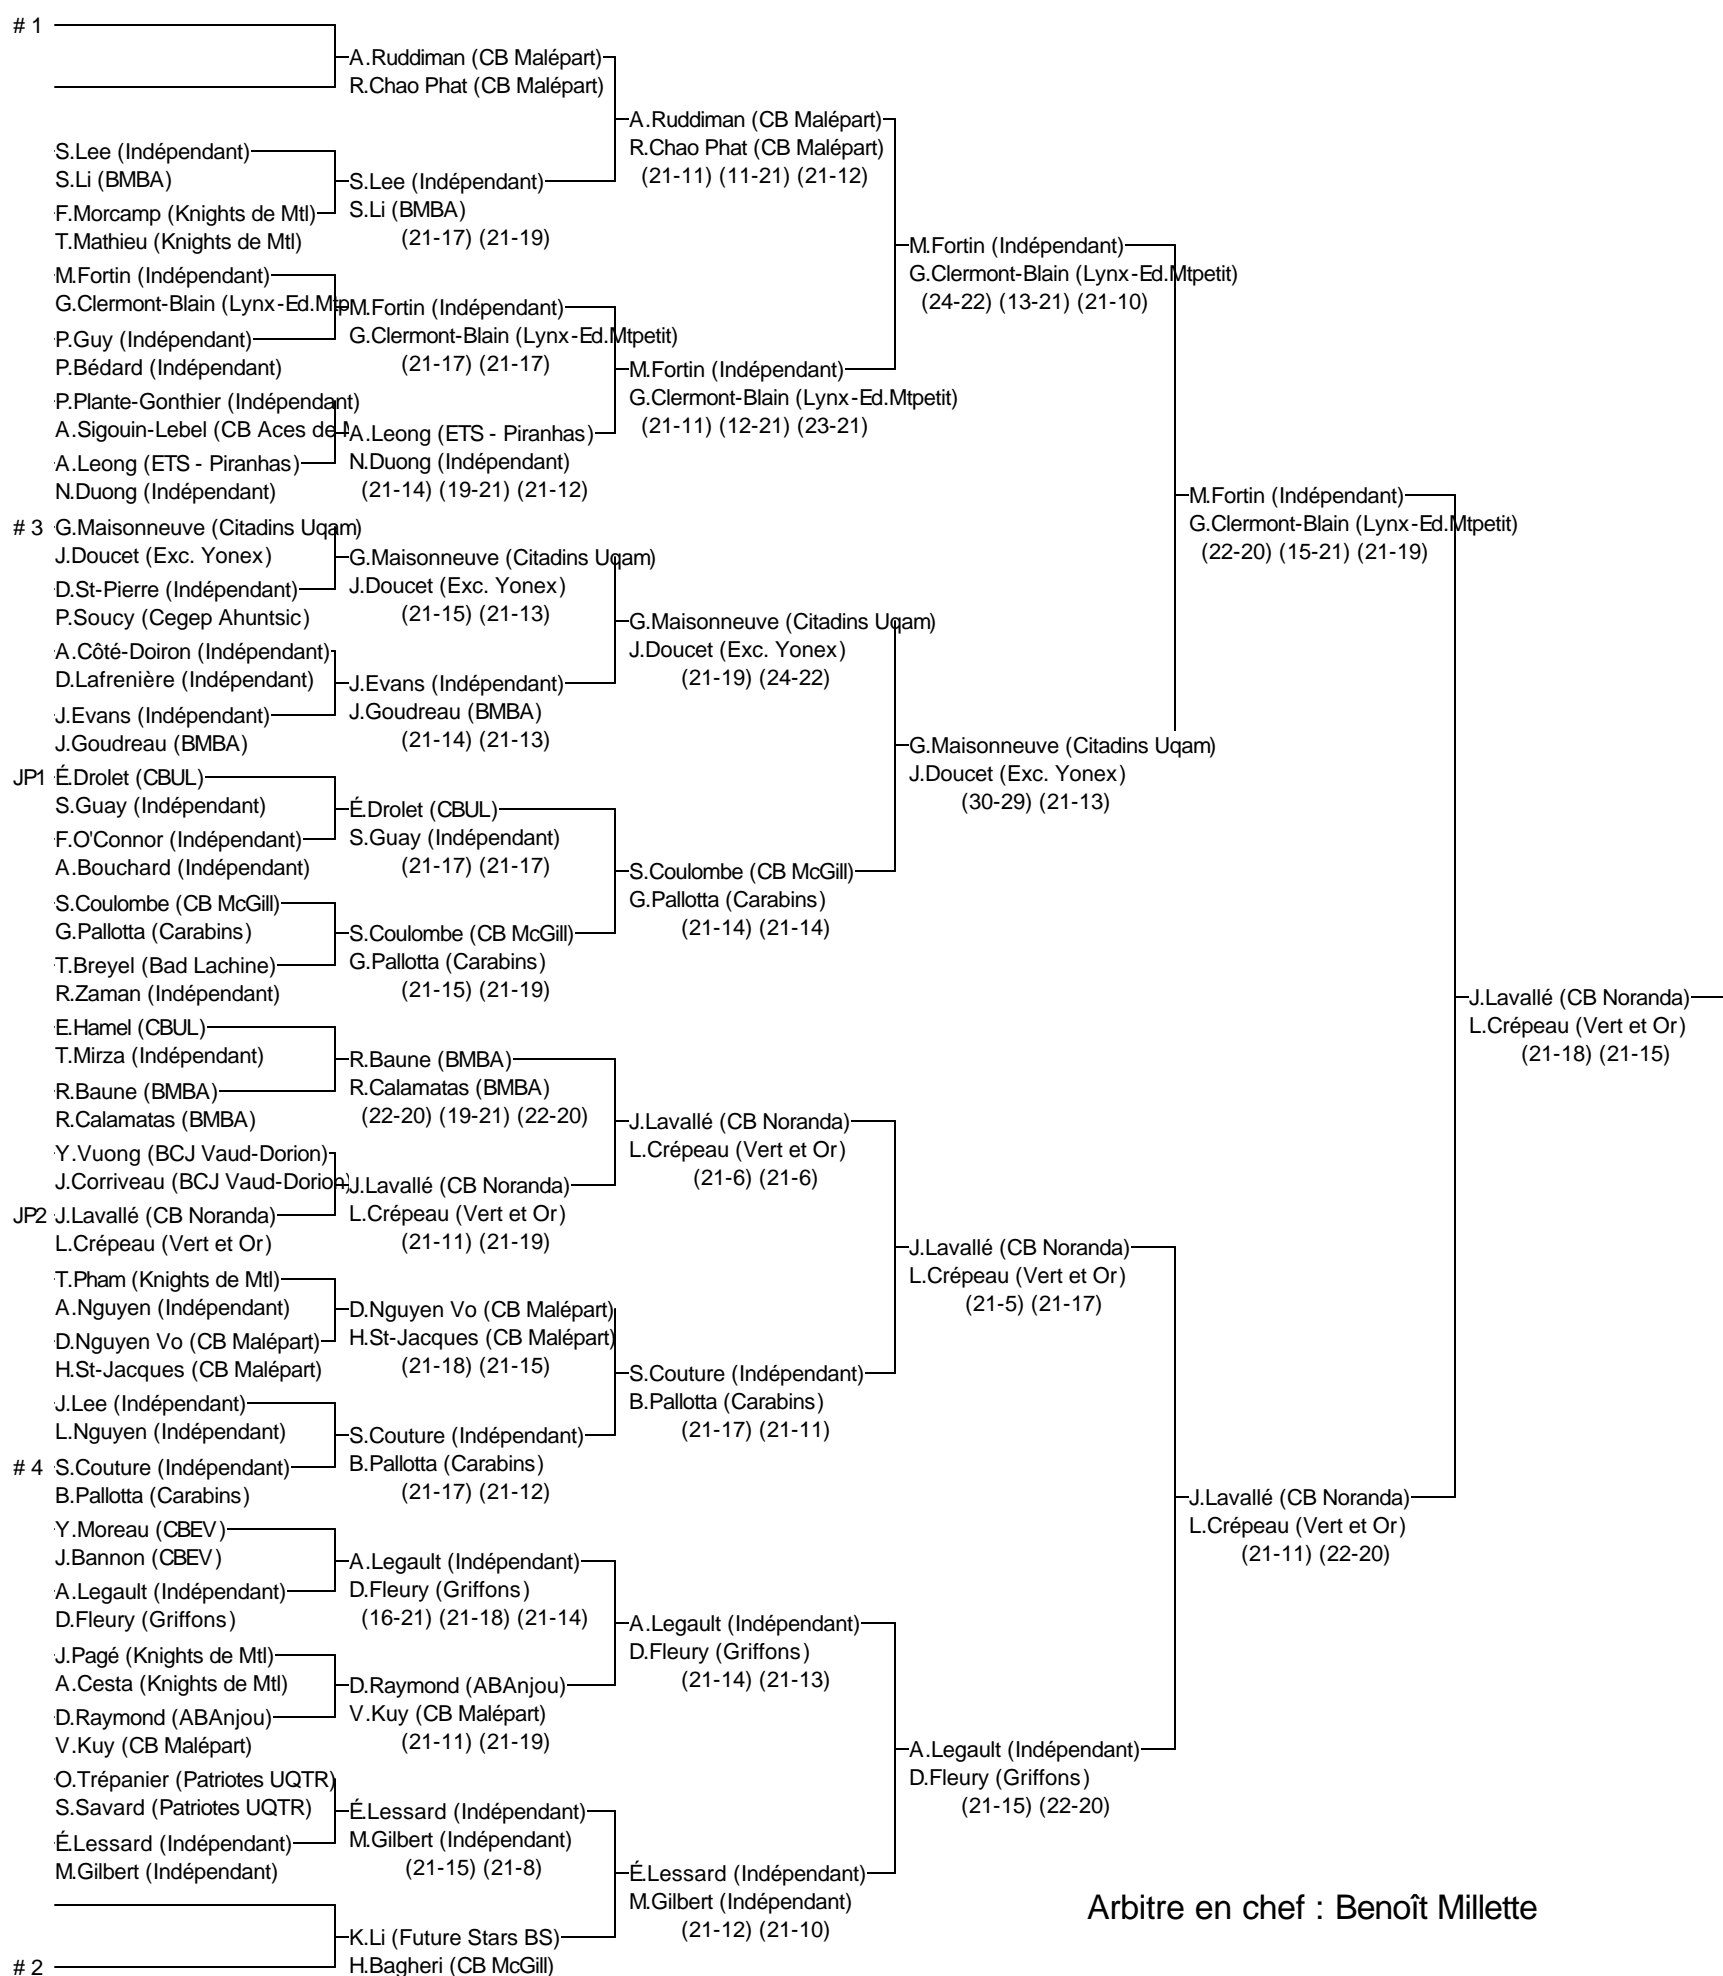 # 1
A.Ruddiman (CB Malépart)
R.Chao Phat (CB Malépart)
A.Ruddiman (CB Malépart)
R.Chao Phat (CB Malépart)
(21-11) (11-21) (21-12)
S.Lee (Indépendant)
S.Li (BMBA)
S.Lee (Indépendant)
S.Li (BMBA)
(21-17) (21-19)
F.Morcamp (Knights de Mtl)
T.Mathieu (Knights de Mtl)
M.Fortin (Indépendant)
G.Clermont-Blain (Lynx-Ed.Mtpetit)
(24-22) (13-21) (21-10)
M.Fortin (Indépendant)
G.Clermont-Blain (Lynx-Ed.Mtp
M.Fortin (Indépendant)
G.Clermont-Blain (Lynx-Ed.Mtpetit)
(21-17) (21-17)
P.Guy (Indépendant)
P.Bédard (Indépendant)
M.Fortin (Indépendant)
G.Clermont-Blain (Lynx-Ed.Mtpetit)
(21-11) (12-21) (23-21)
P.Plante-Gonthier (Indépendant)
A.Sigouin-Lebel (CB Aces de
A.Leong (ETS - Piranhas)
N.Duong (Indépendant)
(21-14) (19-21) (21-12)
A.Leong (ETS - Piranhas)
N.Duong (Indépendant)
M.Fortin (Indépendant)
G.Clermont-Blain (Lynx-Ed.Mtpetit)
(22-20) (15-21) (21-19)
# 3 G.Maisonneuve (Citadins Uqam)
J.Doucet (Exc. Yonex)
G.Maisonneuve (Citadins Uqam)
J.Doucet (Exc. Yonex)
(21-15) (21-13)
D.St-Pierre (Indépendant)
P.Soucy (Cegep Ahuntsic)
G.Maisonneuve (Citadins Uqam)
J.Doucet (Exc. Yonex)
(21-19) (24-22)
A.Côté-Doiron (Indépendant)
D.Lafrenière (Indépendant)
J.Evans (Indépendant)
J.Goudreau (BMBA)
(21-14) (21-13)
J.Evans (Indépendant)
J.Goudreau (BMBA)
G.Maisonneuve (Citadins Uqam)
J.Doucet (Exc. Yonex)
(30-29) (21-13)
JP1 É.Drolet (CBUL)
S.Guay (Indépendant)
É.Drolet (CBUL)
S.Guay (Indépendant)
(21-17) (21-17)
F.O'Connor (Indépendant)
A.Bouchard (Indépendant)
S.Coulombe (CB McGill)
G.Pallotta (Carabins)
(21-14) (21-14)
S.Coulombe (CB McGill)
G.Pallotta (Carabins)
S.Coulombe (CB McGill)
G.Pallotta (Carabins)
(21-15) (21-19)
T.Breyel (Bad Lachine)
R.Zaman (Indépendant)
J.Lavallé (CB Noranda)
L.Crépeau (Vert et Or)
(21-18) (21-15)
E.Hamel (CBUL)
T.Mirza (Indépendant)
R.Baune (BMBA)
R.Calamatas (BMBA)
(22-20) (19-21) (22-20)
R.Baune (BMBA)
R.Calamatas (BMBA)
J.Lavallé (CB Noranda)
L.Crépeau (Vert et Or)
(21-6) (21-6)
Y.Vuong (BCJ Vaud-Dorion)
J.Corriveau (BCJ Vaud-Dorion)
J.Lavallé (CB Noranda)
L.Crépeau (Vert et Or)
(21-11) (21-19)
JP2 J.Lavallé (CB Noranda)
L.Crépeau (Vert et Or)
J.Lavallé (CB Noranda)
L.Crépeau (Vert et Or)
(21-5) (21-17)
T.Pham (Knights de Mtl)
A.Nguyen (Indépendant)
D.Nguyen Vo (CB Malépart)
H.St-Jacques (CB Malépart)
(21-18) (21-15)
D.Nguyen Vo (CB Malépart)
H.St-Jacques (CB Malépart)
S.Couture (Indépendant)
B.Pallotta (Carabins)
(21-17) (21-11)
J.Lee (Indépendant)
L.Nguyen (Indépendant)
S.Couture (Indépendant)
B.Pallotta (Carabins)
(21-17) (21-12)
# 4 S.Couture (Indépendant)
B.Pallotta (Carabins)
J.Lavallé (CB Noranda)
L.Crépeau (Vert et Or)
(21-11) (22-20)
Y.Moreau (CBEV)
J.Bannon (CBEV)
A.Legault (Indépendant)
D.Fleury (Griffons)
(16-21) (21-18) (21-14)
A.Legault (Indépendant)
D.Fleury (Griffons)
A.Legault (Indépendant)
D.Fleury (Griffons)
(21-14) (21-13)
J.Pagé (Knights de Mtl)
A.Cesta (Knights de Mtl)
D.Raymond (ABAnjou)
V.Kuy (CB Malépart)
(21-11) (21-19)
D.Raymond (ABAnjou)
V.Kuy (CB Malépart)
A.Legault (Indépendant)
D.Fleury (Griffons)
(21-15) (22-20)
O.Trépanier (Patriotes UQTR)
S.Savard (Patriotes UQTR)
É.Lessard (Indépendant)
M.Gilbert (Indépendant)
(21-15) (21-8)
É.Lessard (Indépendant)
M.Gilbert (Indépendant)
É.Lessard (Indépendant)
M.Gilbert (Indépendant)
(21-12) (21-10)
Arbitre en chef : Benoît Millette
K.Li (Future Stars BS)
H.Bagheri (CB McGill)
# 2